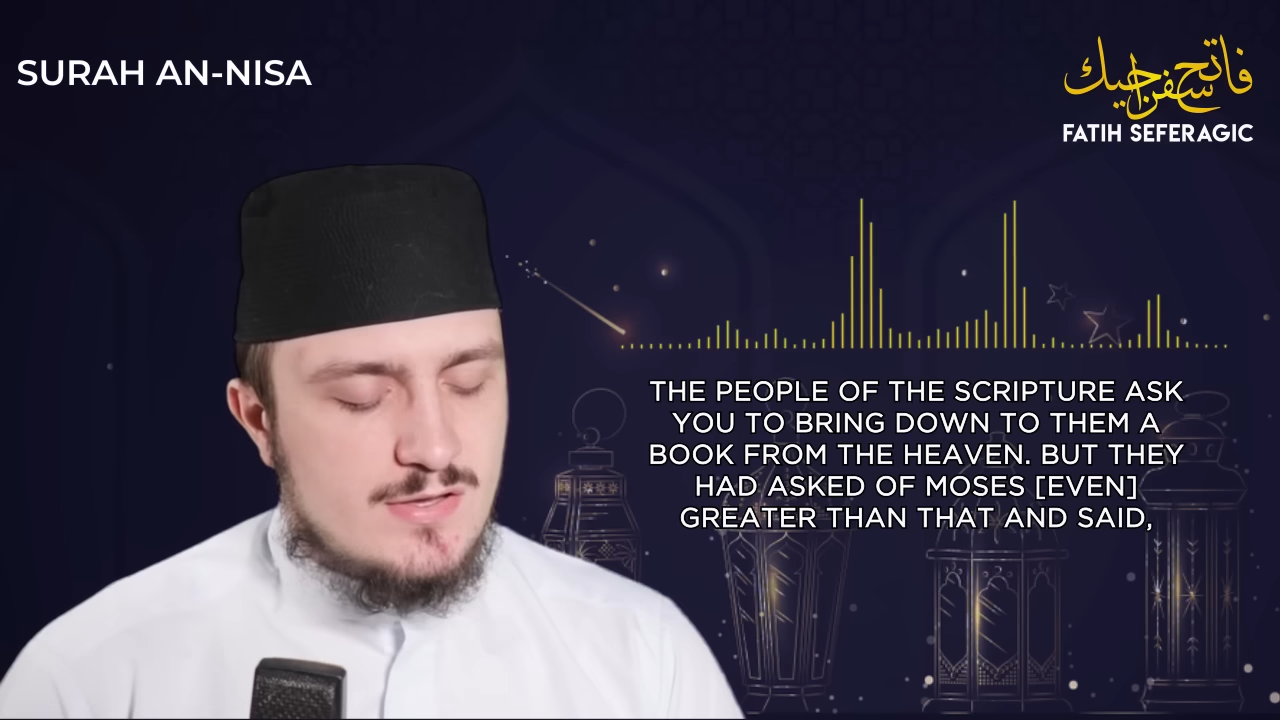 SURAH AN-NISA
فاتح سفراجيك
FATIH SEFERAGIC
THE PEOPLE OF THE SCRIPTURE ASK
YOU TO BRING DOWN TO THEM A
BOOK FROM THE HEAVEN. BUT THEY
HAD ASKED OF MOSES [EVEN]
GREATER THAN THAT AND SAID,